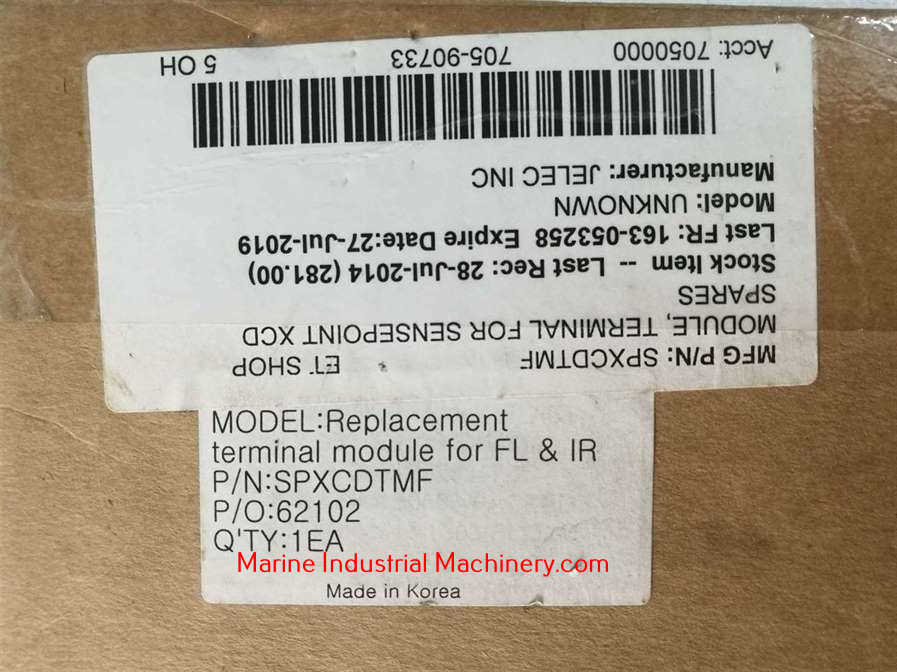 MFG P/N: SPXCDTMF ET SHOP
MODULE, TERMINAL FOR SENSEPOINT XCD
SPARES
Stock Item -- Last Rec: 28-Jul-2014 (281.00)
Last FR: 163-053258 Expire Date:27-Jul-2019
Model: UNKNOWN
Manufacturer: JELEC INC
Acct: 7050000 705-90733 5 OH
MODEL:Replacement
terminal module for FL & IR
P/N:SPXCDTMF
P/O:62102
Q'TY:1EA
Marine Industrial Machinery.com
Made in Korea